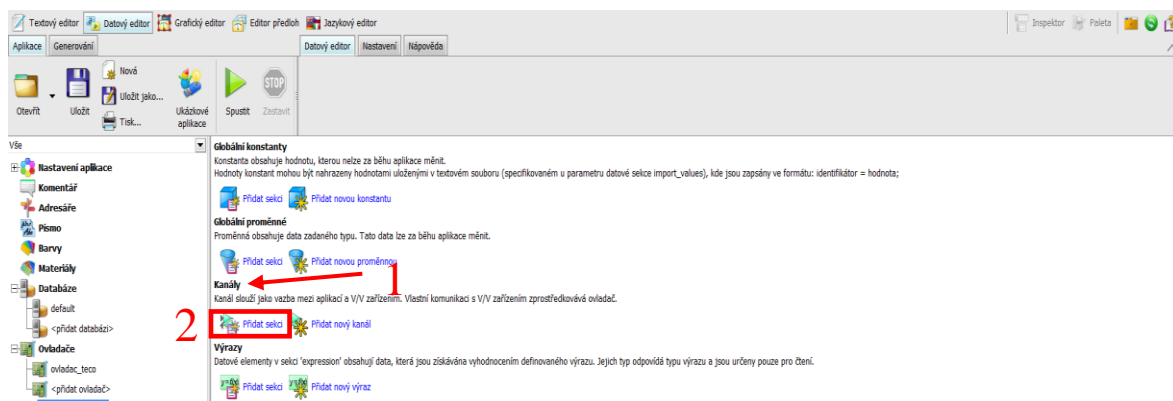 Textový editor Datový editor Grafický editor Editor předloh Jazykový editor Inspektor Paleta
Aplikace Generování Datový editor Nastavení Nápověda
Nová
Uložit jako...
Tisk...
Otevřít Uložit Ukázkové aplikace Spustit STOP Zastavit
Vše
Nastavení aplikace
Komentář
Adresáře
Písmo
Barvy
Materiály
Databáze
default
<přidat databázi>
Ovladače
ovladac_teco
<přidat ovladač>
Globální konstanty
Konstanta obsahuje hodnotu, kterou nelze za běhu aplikace měnit.
Hodnoty konstant mohou být nahrazeny hodnotami uloženými v textovém souboru (specifikovaném u parametru datové sekce import_values), kde jsou zapsány ve formátu: identifikátor = hodnota;
Přidat sekci Přidat novou konstantu
Globální proměnné
Proměnná obsahuje data zadaného typu. Tato data lze za běhu aplikace měnit.
Přidat sekci Přidat novou proměnnou
1
Kanály
Kanál slouží jako vazba mezi aplikací a V/V zařízením. Vlastní komunikaci s V/V zařízením zprostředkovává ovladač.
2 Přidat sekci Přidat nový kanál
Výrazy
Datové elementy v sekci 'expression' obsahují data, která jsou získávána vyhodnocením definovaného výrazu. Jejich typ odpovídá typu výrazu a jsou určeny pouze pro čtení.
Přidat sekci Přidat nový výraz